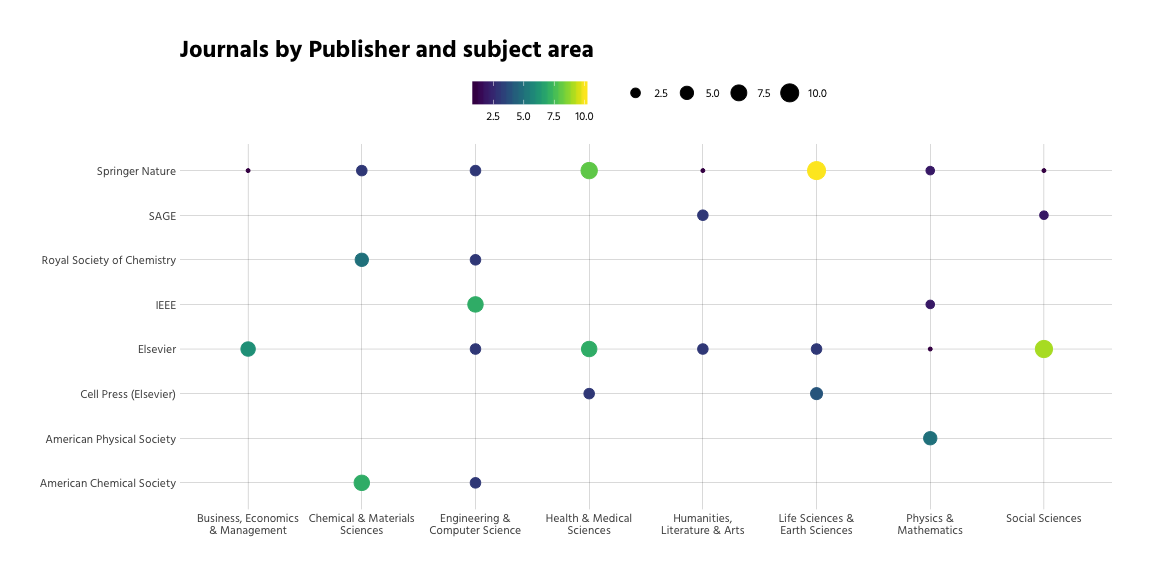 Journals by Publisher and subject area
2.5 5.0 7.5 10.0
2.5 5.0 7.5 10.0
Springer Nature
SAGE
Royal Society of Chemistry
IEEE
Elsevier
Cell Press (Elsevier)
American Physical Society
American Chemical Society
Business, Economics
& Management
Chemical & Materials
Sciences
Engineering &
Computer Science
Health & Medical
Sciences
Humanities,
Literature & Arts
Life Sciences &
Earth Sciences
Physics &
Mathematics
Social Sciences